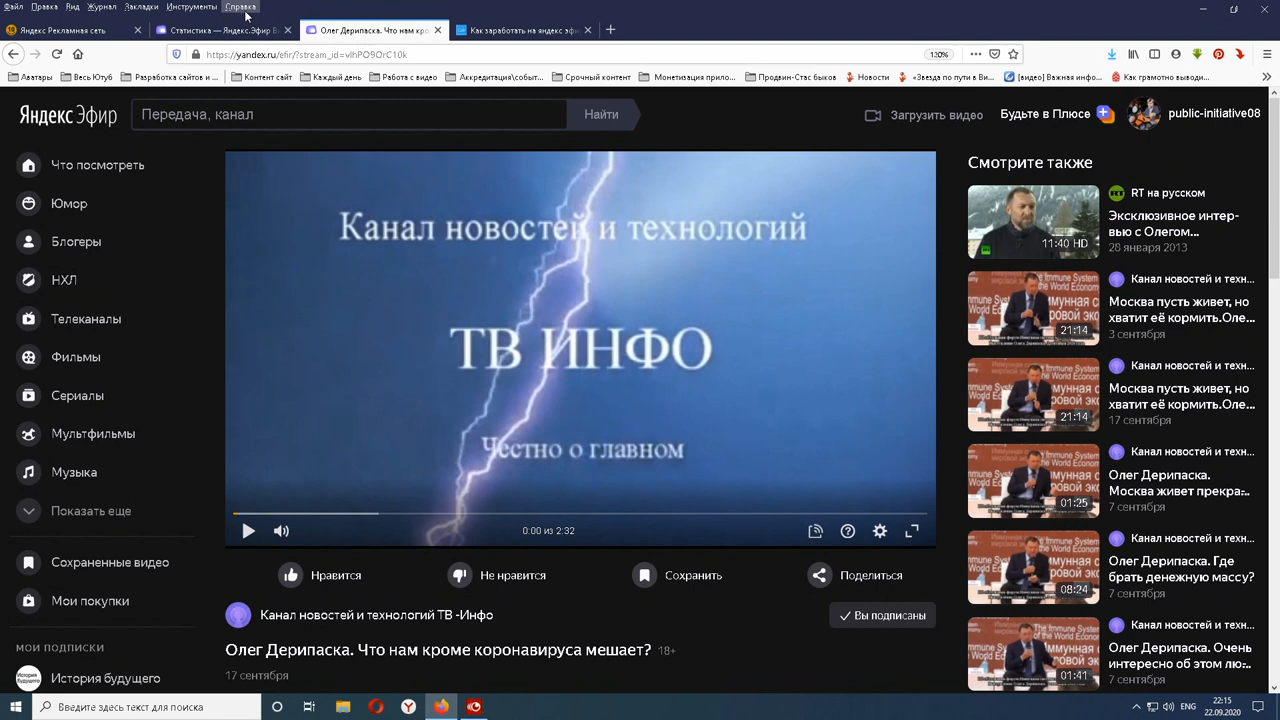 Файл Правка Вид Журнал Закладки Инструменты Справка
Яндекс Рекламная сеть
Статистика — Яндекс.Эфир В
Олег Дерипаска. Что нам кро
Как заработать на яндекс эфи
https://yandex.ru/efir/?stream_id=vlhPO9OrC10k
120%
Аватары Весь Ютуб Разработка сайтов и ... Контент сайт Каждый день Работа с видео Аккредитация\событ... Срочный контент Монетизация прило... Продвин-Стас быков Новости «Звезда по пути в Ви... [видео] Важная инфо... Как грамотно выводи...
Яндекс Эфир
Передача, канал
Найти
Загрузить видео
Будьте в Плюсе
public-initiative08
Что посмотреть
Юмор
Блогеры
НХЛ
Телеканалы
Фильмы
Сериалы
Мультфильмы
Музыка
Показать еще
Сохраненные видео
Мои покупки
МОИ ПОДПИСКИ
История будущего
Канал новостей и технологий
ТВ ИНФО
Честно о главном
0:00 из 2:32
Нравится
Не нравится
Сохранить
Поделиться
Канал новостей и технологий ТВ -Инфо
Вы подписаны
Олег Дерипаска. Что нам кроме коронавируса мешает? 18+
17 сентября
Смотрите также
11:40 HD
RT на русском
Эксклюзивное интер-
вью с Олегом...
28 января 2013
21:14
Канал новостей и техн...
Москва пусть живет, но
хватит её кормить.Оле...
3 сентября
21:14
Канал новостей и техн...
Москва пусть живет, но
хватит её кормить.Оле...
17 сентября
01:25
Канал новостей и техн...
Олег Дерипаска.
Москва живет прекра...
7 сентября
08:24
Канал новостей и техн...
Олег Дерипаска. Где
брать денежную массу?
7 сентября
01:41
Канал новостей и техн...
Олег Дерипаска. Очень
интересно об этом лю...
7 сентября
Введите здесь текст для поиска
ENG
22:15
22.09.2020